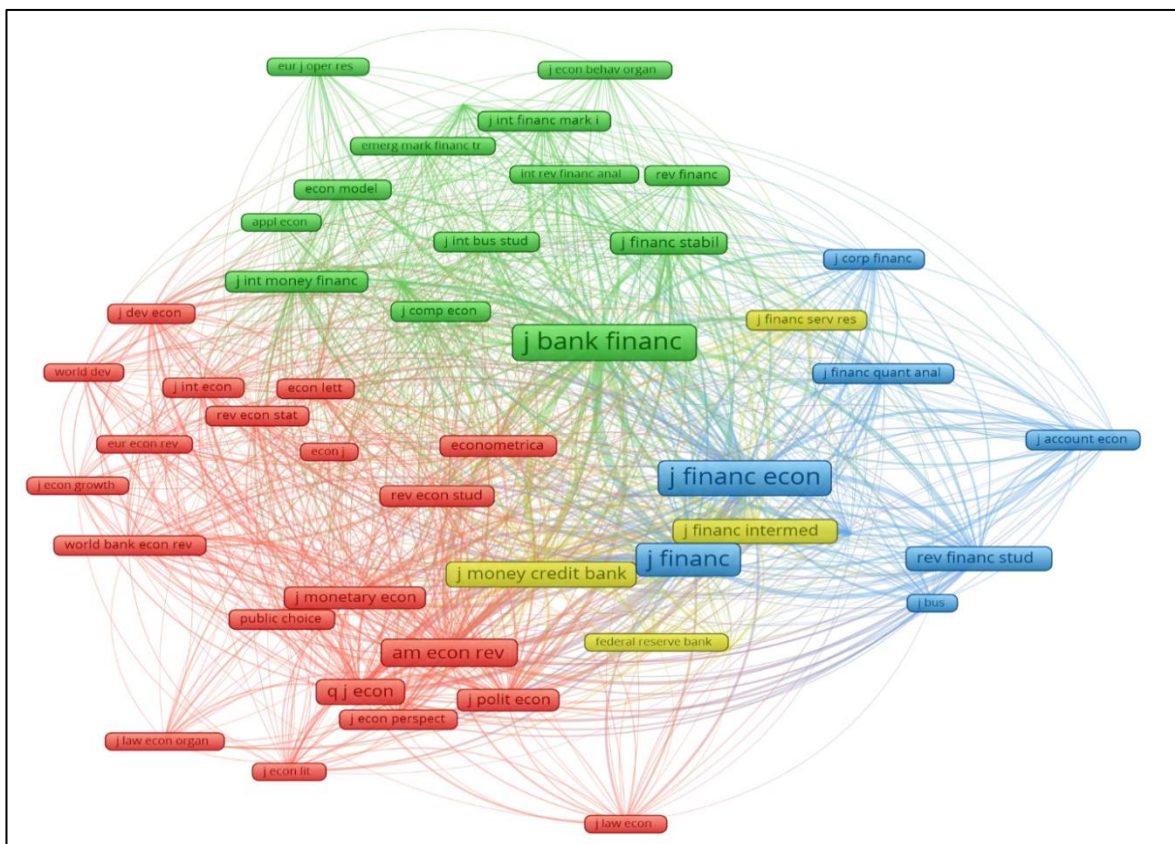 eur j oper res
j econ behav organ
j int financ mark i
emerg mark financ tr
int rev financ anal
rev financ
econ model
appl econ
j int bus stud
j financ stabil
j corp financ
j int money financ
j comp econ
j dev econ
j financ serv res
j bank financ
world dev
j int econ
econ lett
j financ quant anal
rev econ stat
eur econ rev
econ j
econometrica
j account econ
j econ growth
rev econ stud
j financ econ
j financ intermed
world bank econ rev
j financ
rev financ stud
j money credit bank
j monetary econ
j bus
public choice
federal reserve bank
am econ rev
q j econ
j polit econ
j econ perspect
j law econ organ
j econ lit
j law econ